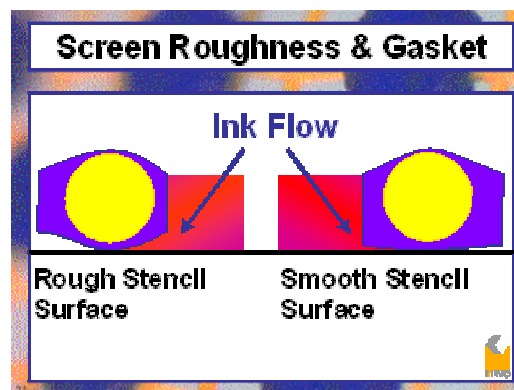 Screen Roughness & Gasket
Ink Flow
Rough Stencil
Surface
Smooth Stencil
Surface